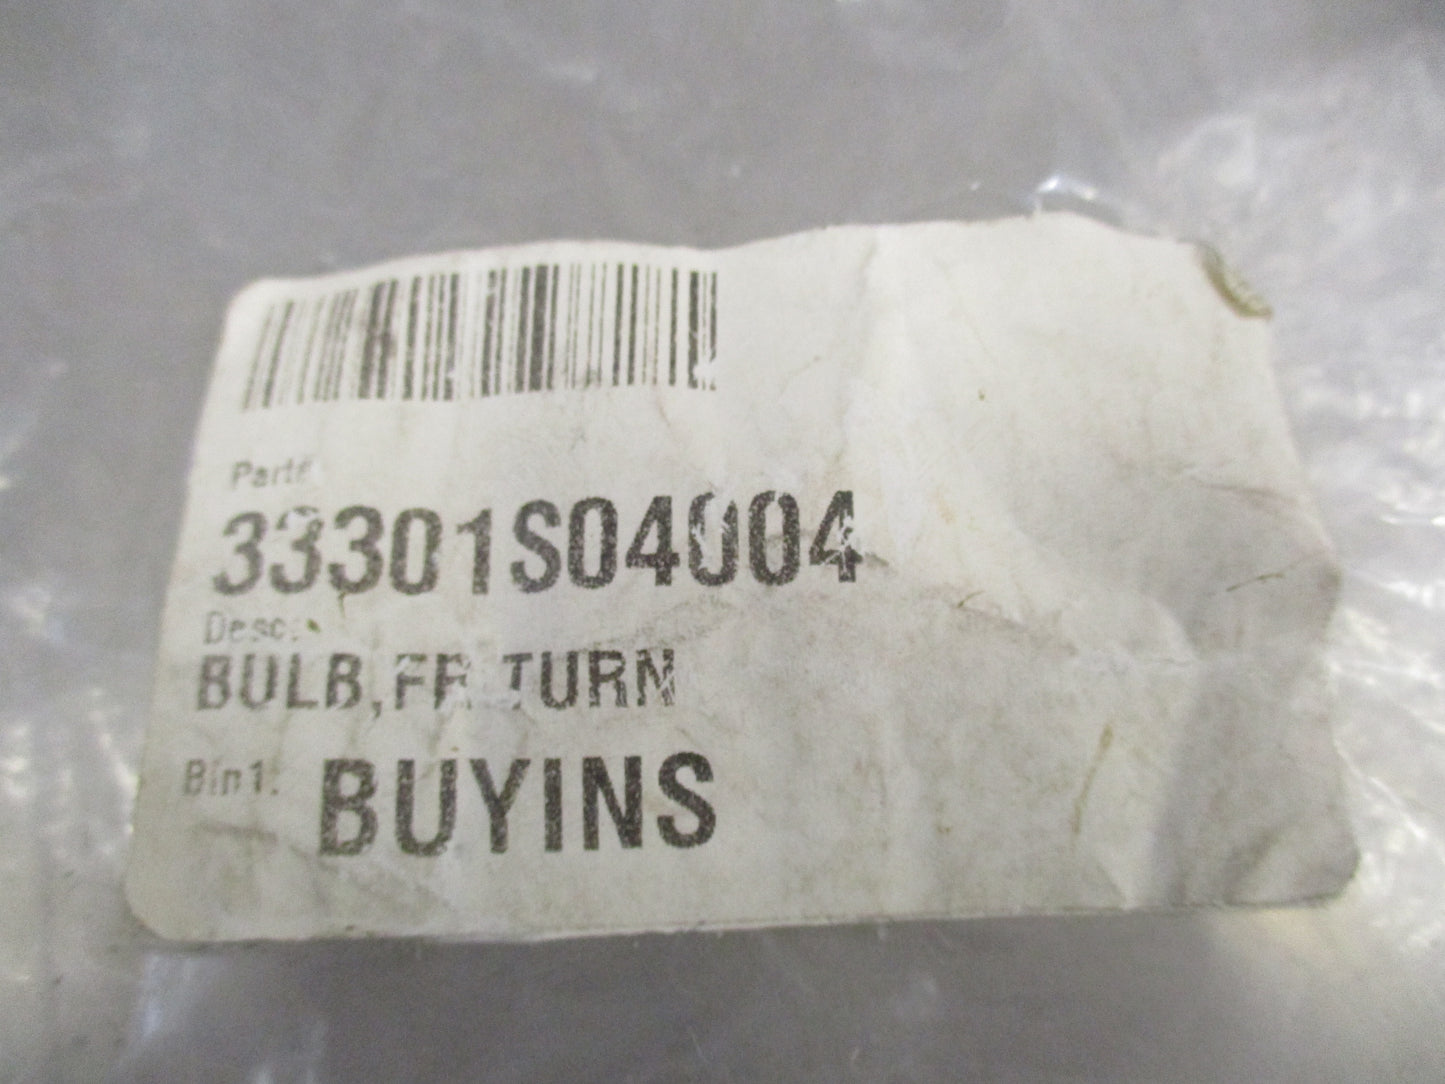 Part#
33301S04004
Desc:
BULB,FR TURN
Bin1: BUYINS